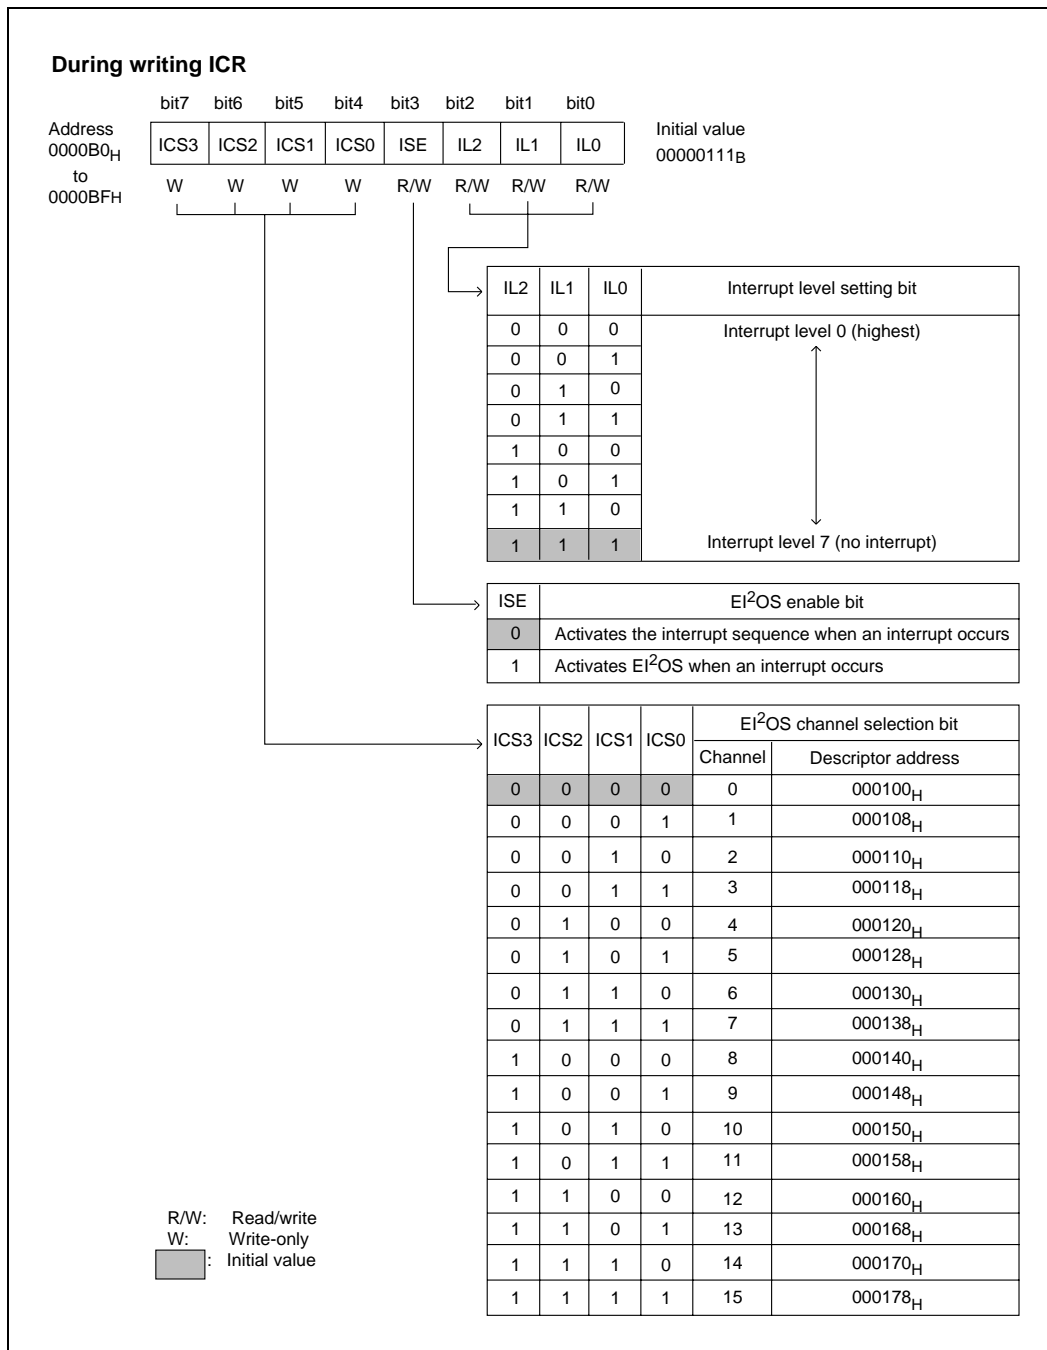 During writing ICR
bit7 bit6 bit5 bit4 bit3 bit2 bit1 bit0
Address
0000B0H
to
0000BFH
ICS3 ICS2 ICS1 ICS0 ISE IL2 IL1 IL0
Initial value
00000111B
W W W W R/W R/W R/W R/W
IL2 IL1 IL0 Interrupt level setting bit
0 0 0 Interrupt level 0 (highest)
0 0 1
0 1 0
0 1 1
1 0 0
1 0 1
1 1 0
1 1 1 Interrupt level 7 (no interrupt)
ISE EI2OS enable bit
0 Activates the interrupt sequence when an interrupt occurs
1 Activates EI2OS when an interrupt occurs
ICS3 ICS2 ICS1 ICS0 EI2OS channel selection bit
Channel Descriptor address
0 0 0 0 0 000100H
0 0 0 1 1 000108H
0 0 1 0 2 000110H
0 0 1 1 3 000118H
0 1 0 0 4 000120H
0 1 0 1 5 000128H
0 1 1 0 6 000130H
0 1 1 1 7 000138H
1 0 0 0 8 000140H
1 0 0 1 9 000148H
1 0 1 0 10 000150H
1 0 1 1 11 000158H
1 1 0 0 12 000160H
1 1 0 1 13 000168H
1 1 1 0 14 000170H
1 1 1 1 15 000178H
R/W: Read/write
W: Write-only
: Initial value